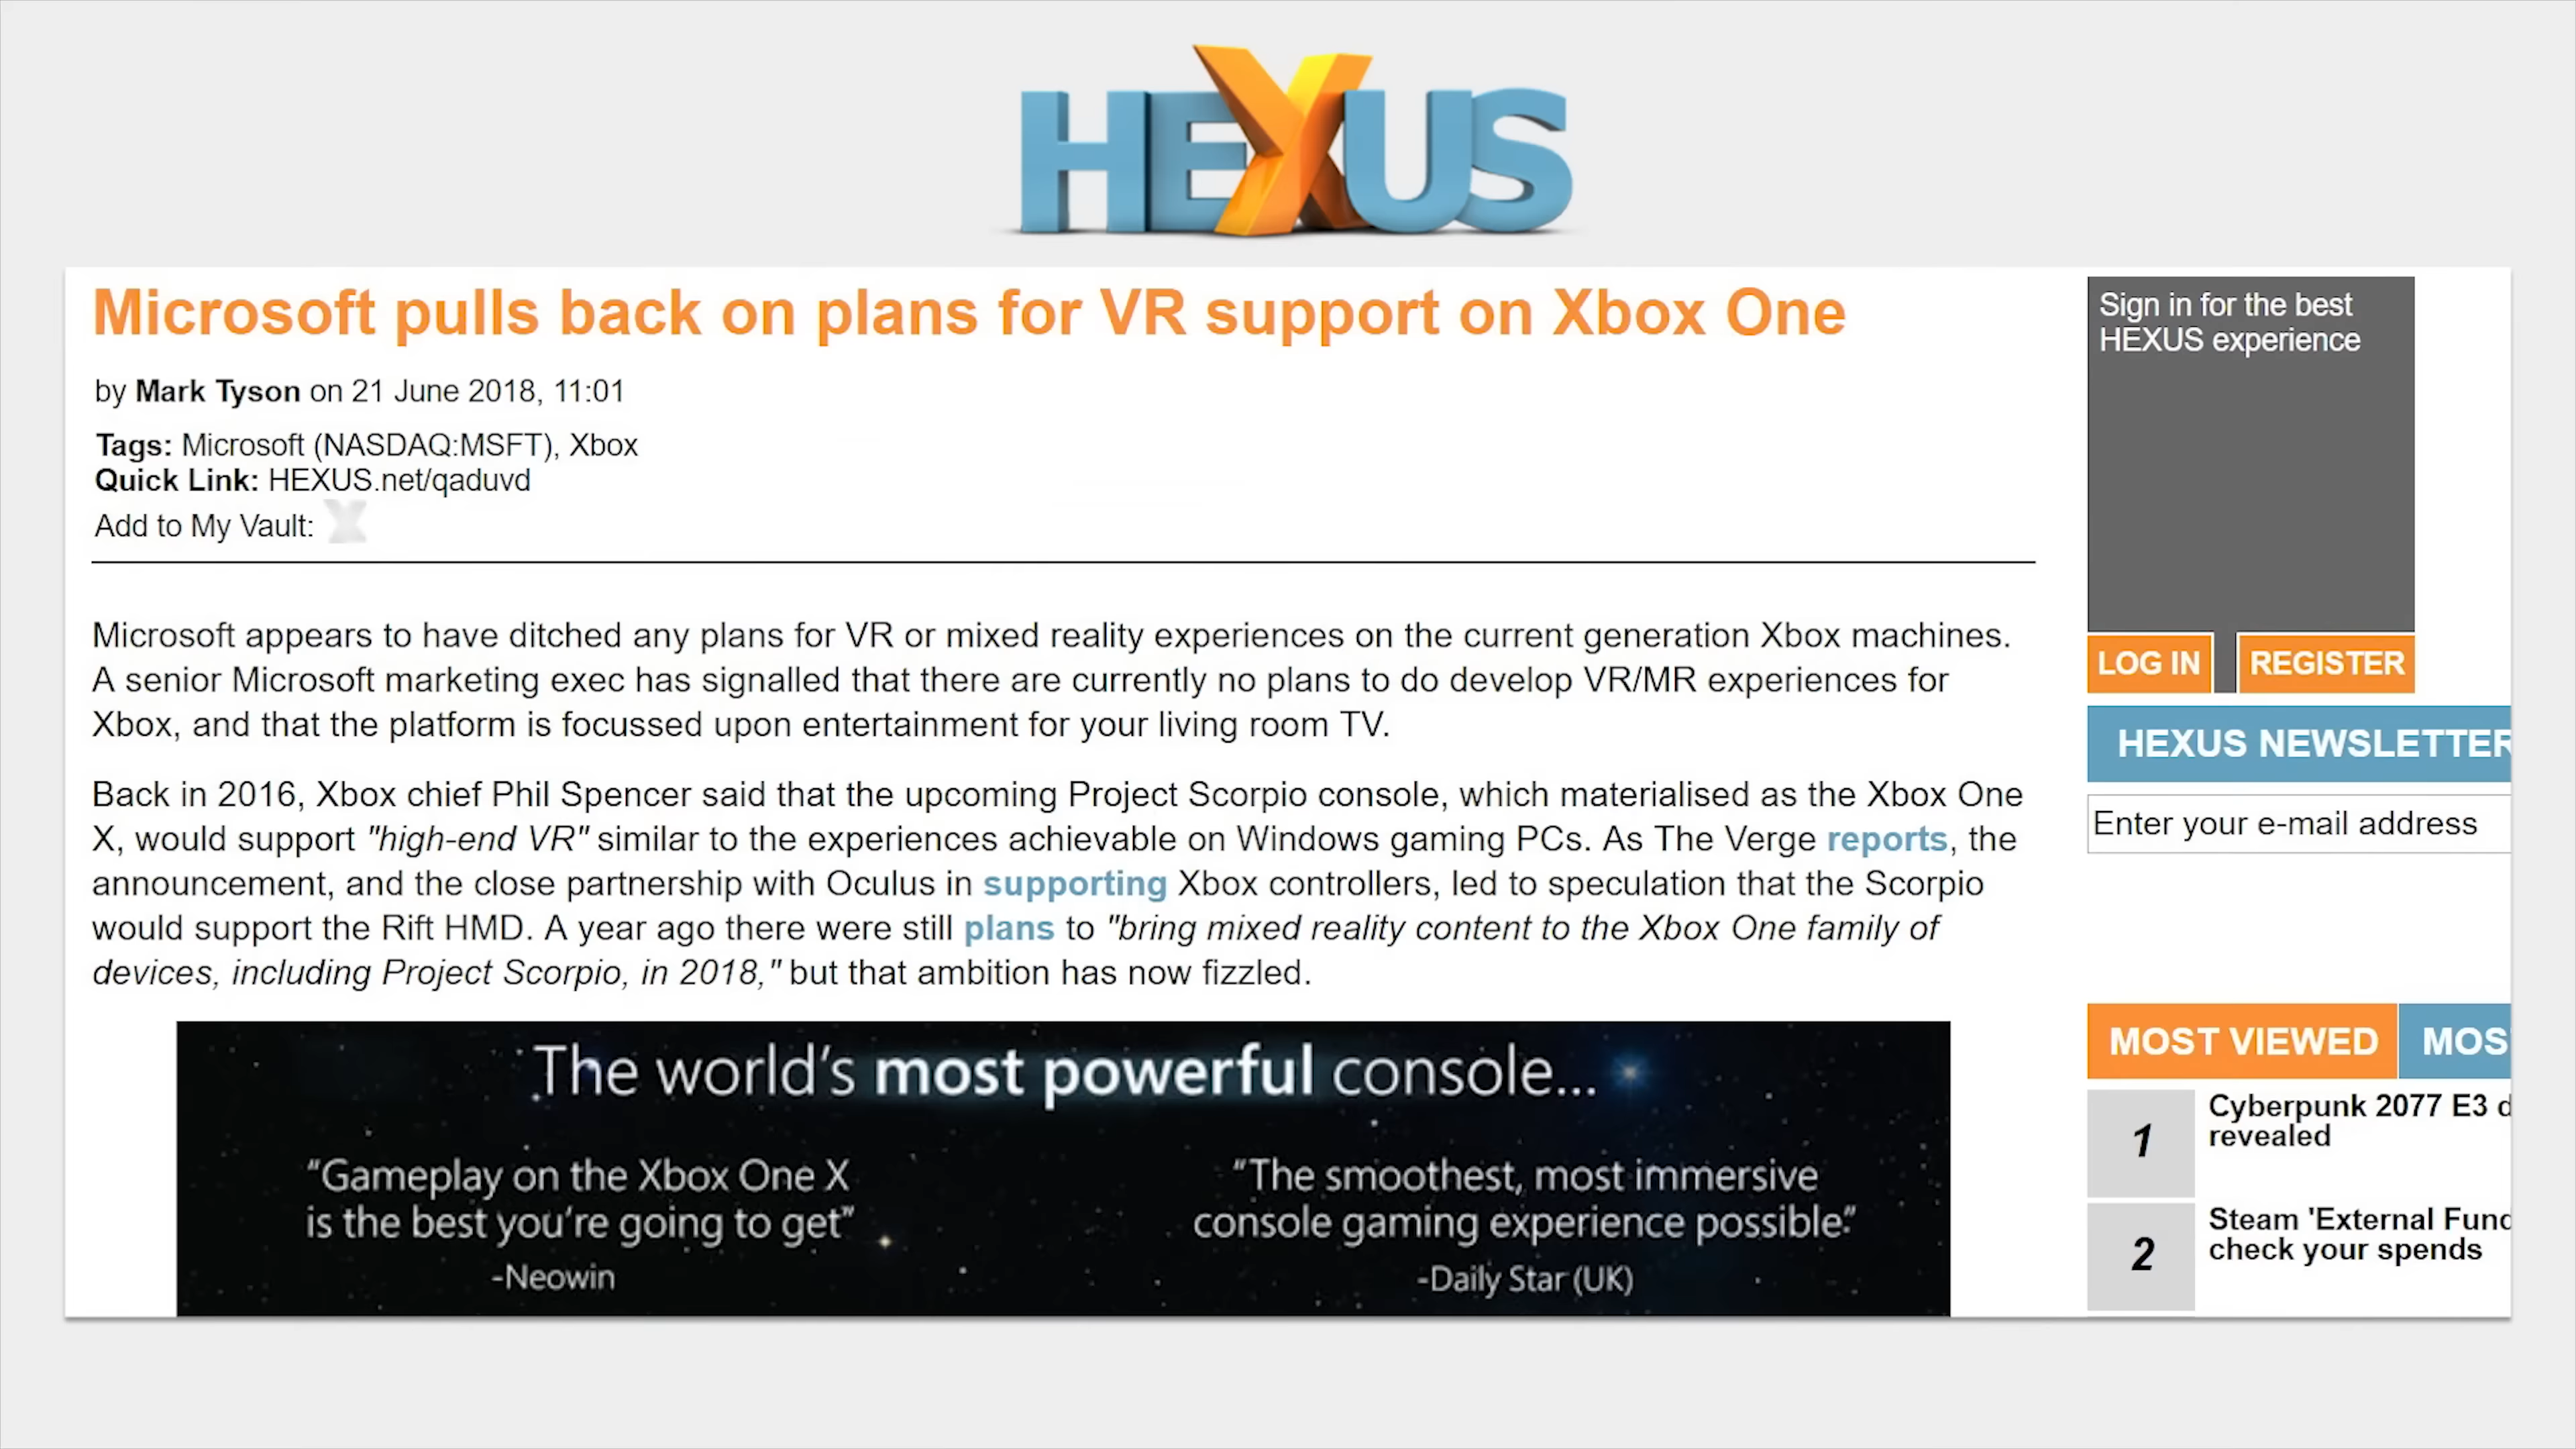 HEXUS
Microsoft pulls back on plans for VR support on Xbox One
by Mark Tyson on 21 June 2018, 11:01
Tags: Microsoft (NASDAQ:MSFT), Xbox
Quick Link: HEXUS.net/qaduvd
Add to My Vault:
Microsoft appears to have ditched any plans for VR or mixed reality experiences on the current generation Xbox machines.
A senior Microsoft marketing exec has signalled that there are currently no plans to do develop VR/MR experiences for
Xbox, and that the platform is focussed upon entertainment for your living room TV.
Back in 2016, Xbox chief Phil Spencer said that the upcoming Project Scorpio console, which materialised as the Xbox One
X, would support "high-end VR" similar to the experiences achievable on Windows gaming PCs. As The Verge reports, the
announcement, and the close partnership with Oculus in supporting Xbox controllers, led to speculation that the Scorpio
would support the Rift HMD. A year ago there were still plans to "bring mixed reality content to the Xbox One family of
devices, including Project Scorpio, in 2018," but that ambition has now fizzled.
The world's most powerful console...
"Gameplay on the Xbox One X
is the best you're going to get"
-Neowin
"The smoothest, most immersive
console gaming experience possible."
-Daily Star (UK)
Sign in for the best
HEXUS experience
LOG IN
REGISTER
HEXUS NEWSLETTER
Enter your e-mail address
MOST VIEWED
MOS
1
Cyberpunk 2077 E3 d
revealed
2
Steam 'External Func
check your spends